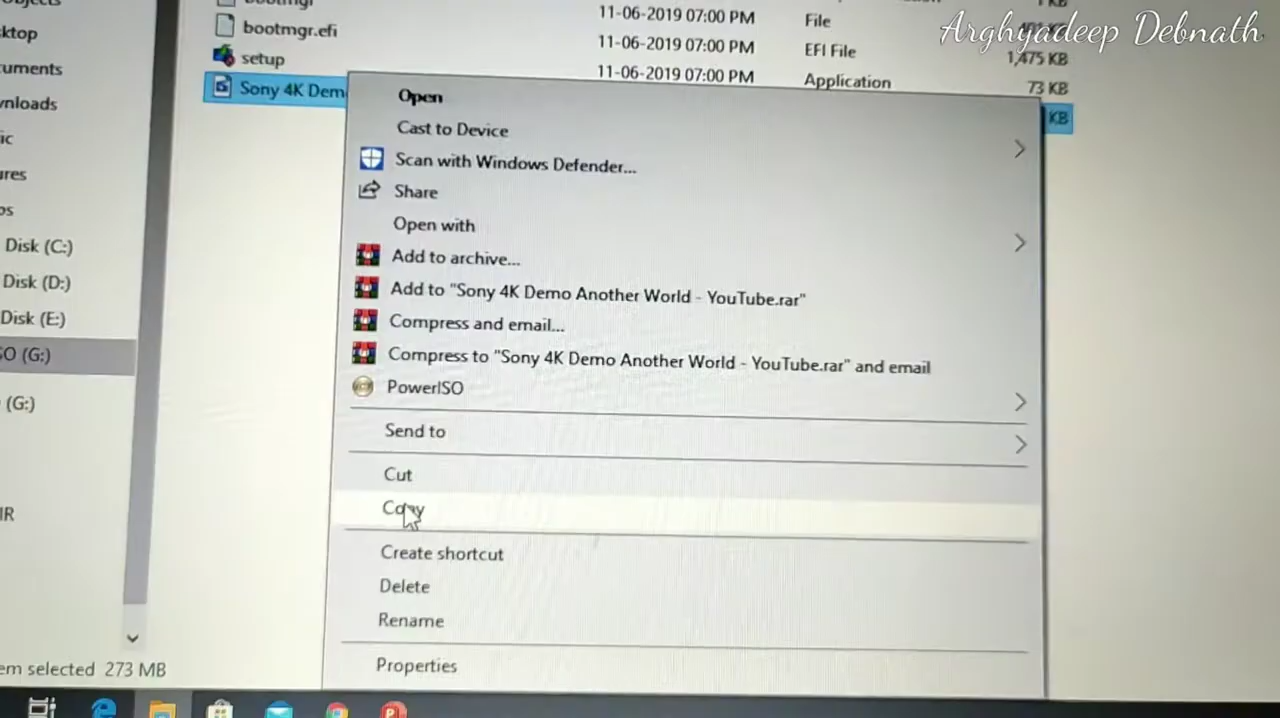 bootmgr
11-06-2019 07:00 PM File
bootmgr.efi 11-06-2019 07:00 PM EFI File 1,475 KB
setup 11-06-2019 07:00 PM Application 73 KB
Sony 4K Dem KB
Arghyadeep Debnath
Open
Cast to Device
Scan with Windows Defender...
Share
Open with
Add to archive...
Add to "Sony 4K Demo Another World - YouTube.rar"
Compress and email...
Compress to "Sony 4K Demo Another World - YouTube.rar" and email
PowerISO
Send to
Cut
Copy
Create shortcut
Delete
Rename
Properties
ktop
uments
wnloads
ic
ures
os
Disk (C:)
Disk (D:)
Disk (E:)
SO (G:)
(G:)
IR
em selected 273 MB